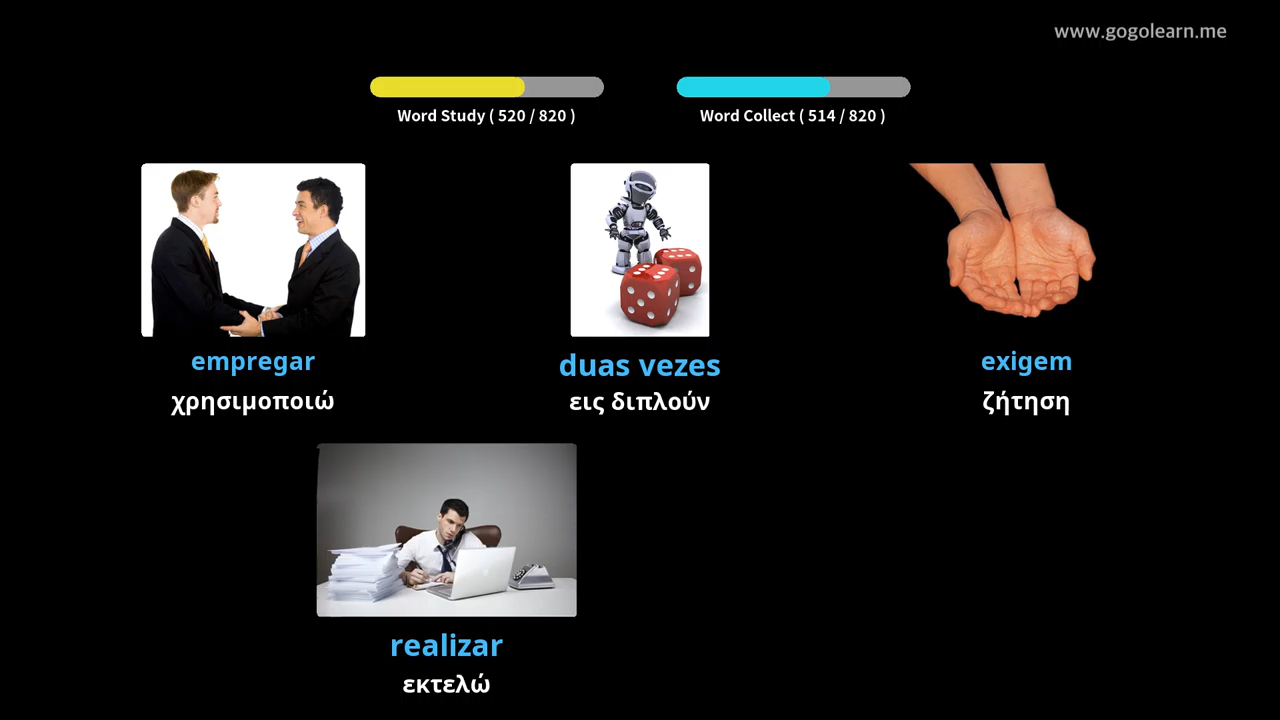 www.gogolearn.me
Word Study ( 520 / 820 )
Word Collect ( 514 / 820 )
empregar
χρησιμοποιώ
duas vezes
εις διπλούν
exigem
ζήτηση
realizar
εκτελώ